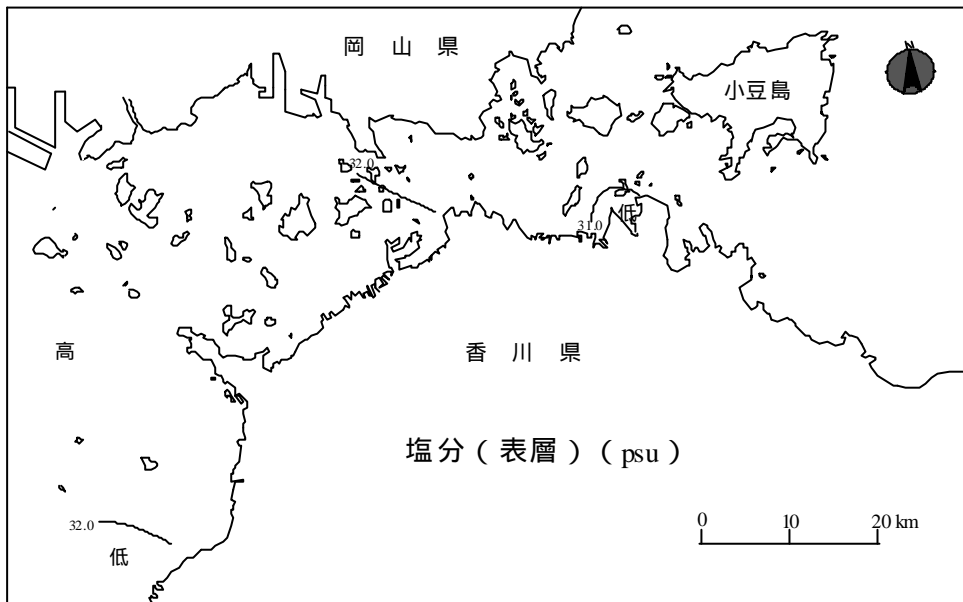 岡 山 県
N
小豆島
32.0
低
31.0
高
香 川 県
塩分（表層）（psu）
32.0
低
0 10 20 km